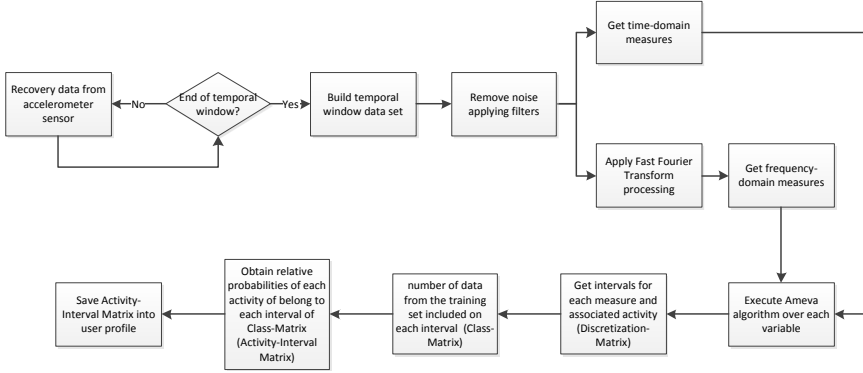 Recovery data from
accelerometer
sensor
No
End of temporal
window?
Yes
Build temporal
window data set
Remove noise
applying filters
Get time-domain
measures
Apply Fast Fourier
Transform
processing
Get frequency-
domain measures
Execute Ameva
algorithm over each
variable
Get intervals for
each measure and
associated activity
(Discretization-
Matrix)
number of data
from the training
set included on
each interval (Class-
Matrix)
Obtain relative
probabilities of each
activity of belong to
each interval of
Class-Matrix
(Activity-Interval
Matrix)
Save Activity-
Interval Matrix into
user profile